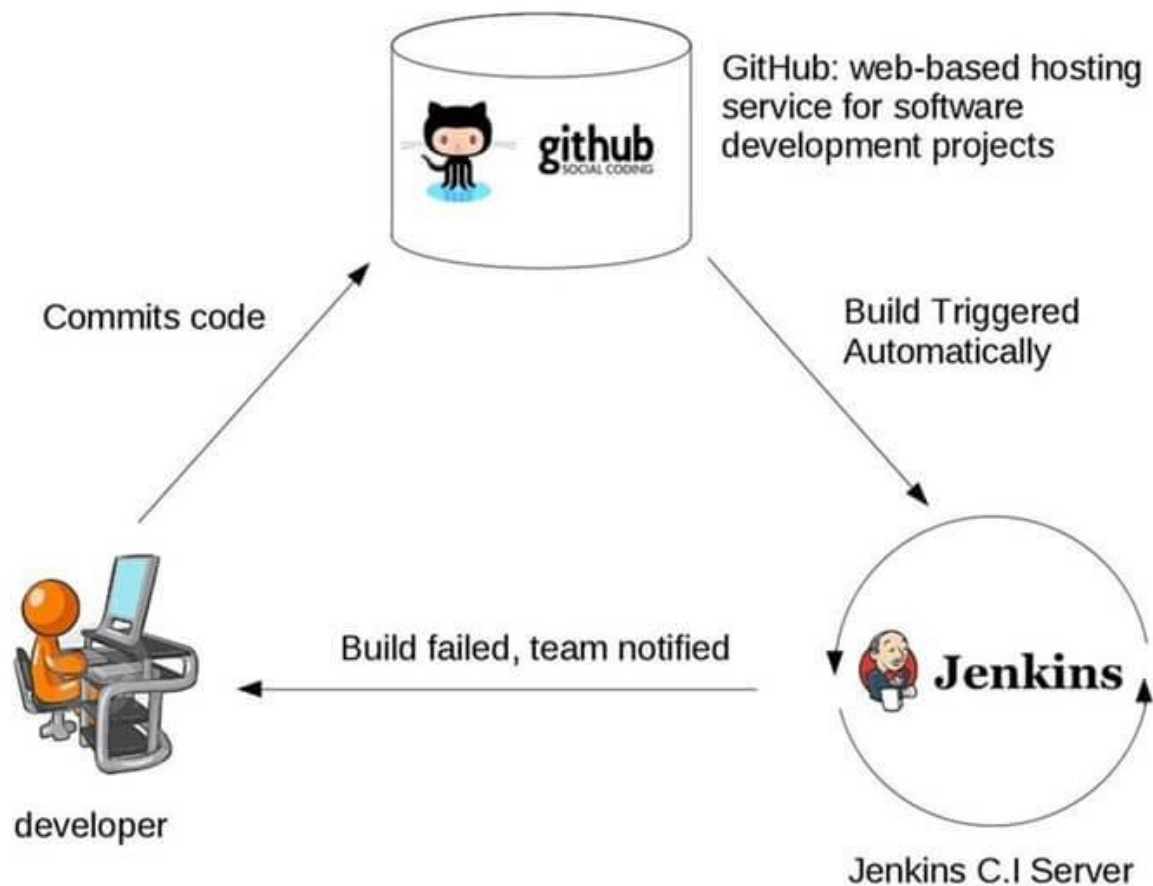 GitHub: web-based hosting
service for software
development projects
github
SOCIAL CODING
Commits code
Build Triggered
Automatically
Build failed, team notified
Jenkins
developer
Jenkins C.I Server